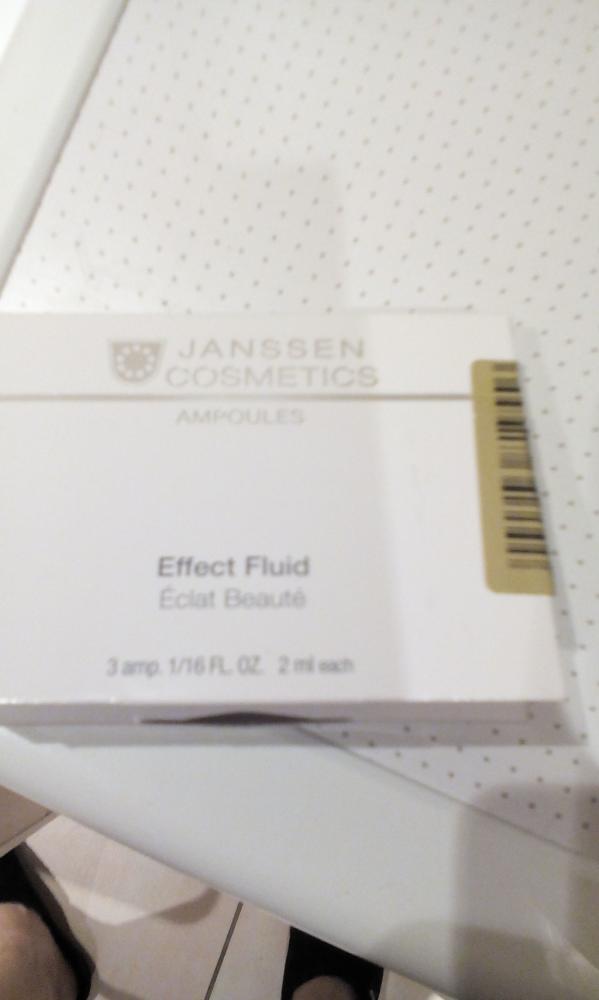 JANSSEN
COSMETICS
AMPOULES
Effect Fluid
Éclat Beauté
3 amp. 1/16 FL. OZ. 2 ml each